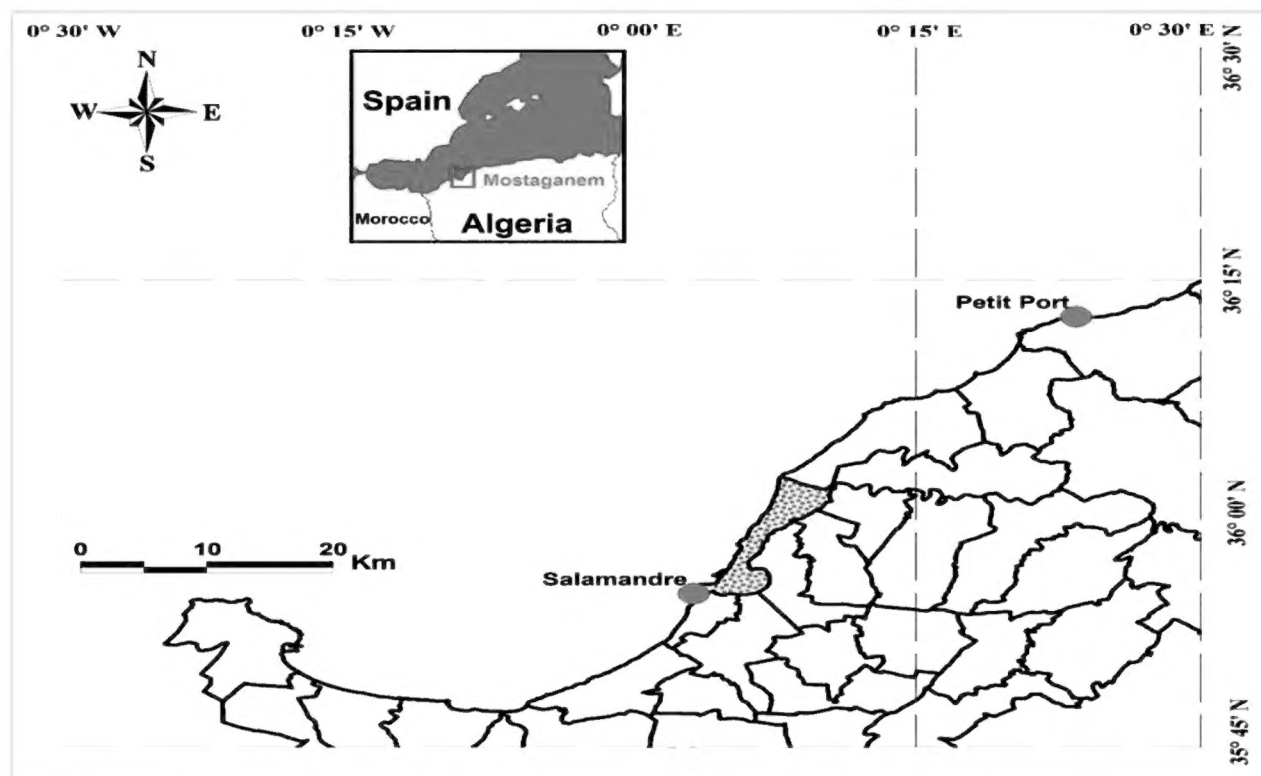 0° 30' W 0° 15' W 0° 00' E 0° 15' E 0° 30' E
36° 30' N
N
W E
S
Spain
Mostaganem
Morocco
Algeria
36° 15' N
Petit Port
36° 00' N
0 10 20
Km
Salamandre
35° 45' N